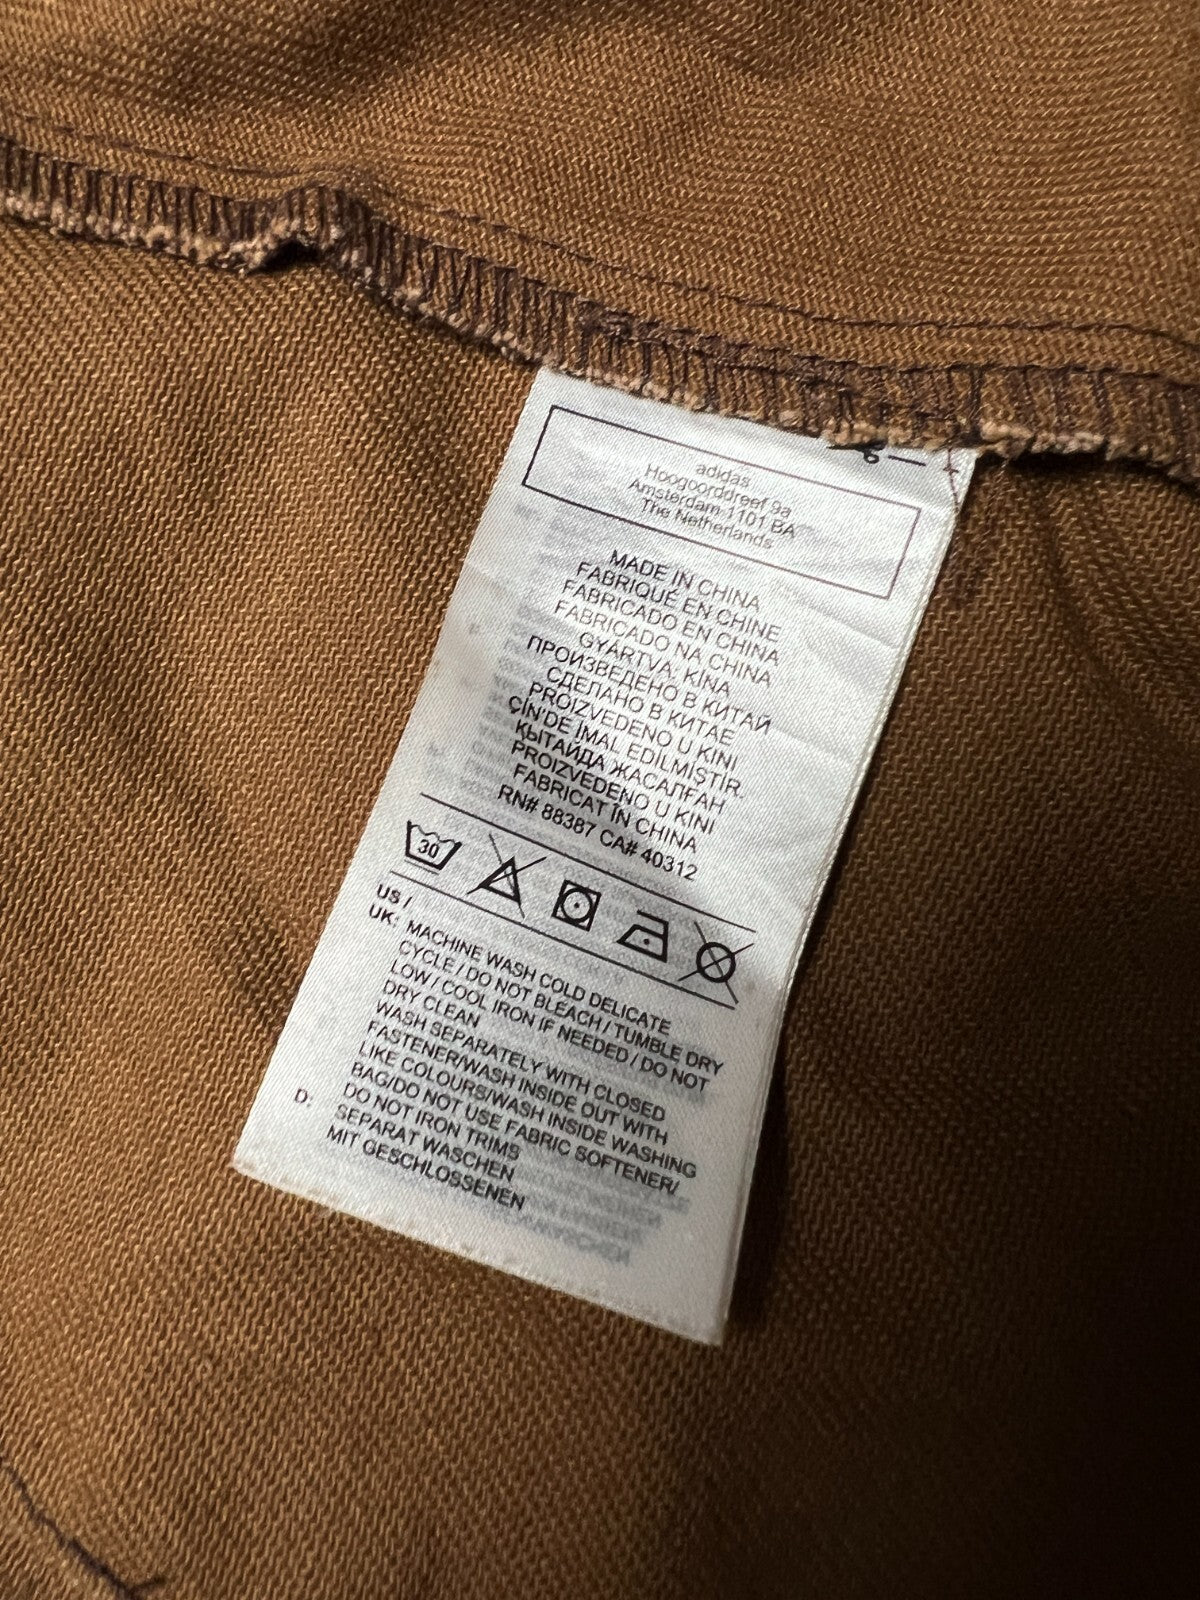 adidas
Hoogoorddreef 9a
Amsterdam 1101 BA
The Netherlands
MADE IN CHINA
FABRIQUÉ EN CHINE
FABRICADO EN CHINA
FABRICADO NA CHINA
GYÁRTVA: KÍNA
ПРОИЗВЕДЕНО В КИТАЙ
СДЕЛАНО В КИТАЕ
PROIZVEDENO U KINI
ÇİN'DE İMAL EDİLMİŞTİR.
ҚЫТАЙДА ЖАСАЛҒАН
PROIZVEDENO U KINI
FABRICAT ÎN CHINA
RN# 88387 CA# 40312
30
US /
UK: MACHINE WASH COLD DELICATE
CYCLE / DO NOT BLEACH / TUMBLE DRY
LOW / COOL IRON IF NEEDED / DO NOT
DRY CLEAN
WASH SEPARATELY WITH CLOSED
FASTENER/WASH INSIDE OUT WITH
LIKE COLOURS/WASH INSIDE WASHING
BAG/DO NOT USE FABRIC SOFTENER/
DO NOT IRON TRIMS
D: SEPARAT WASCHEN
MIT GESCHLOSSENEN